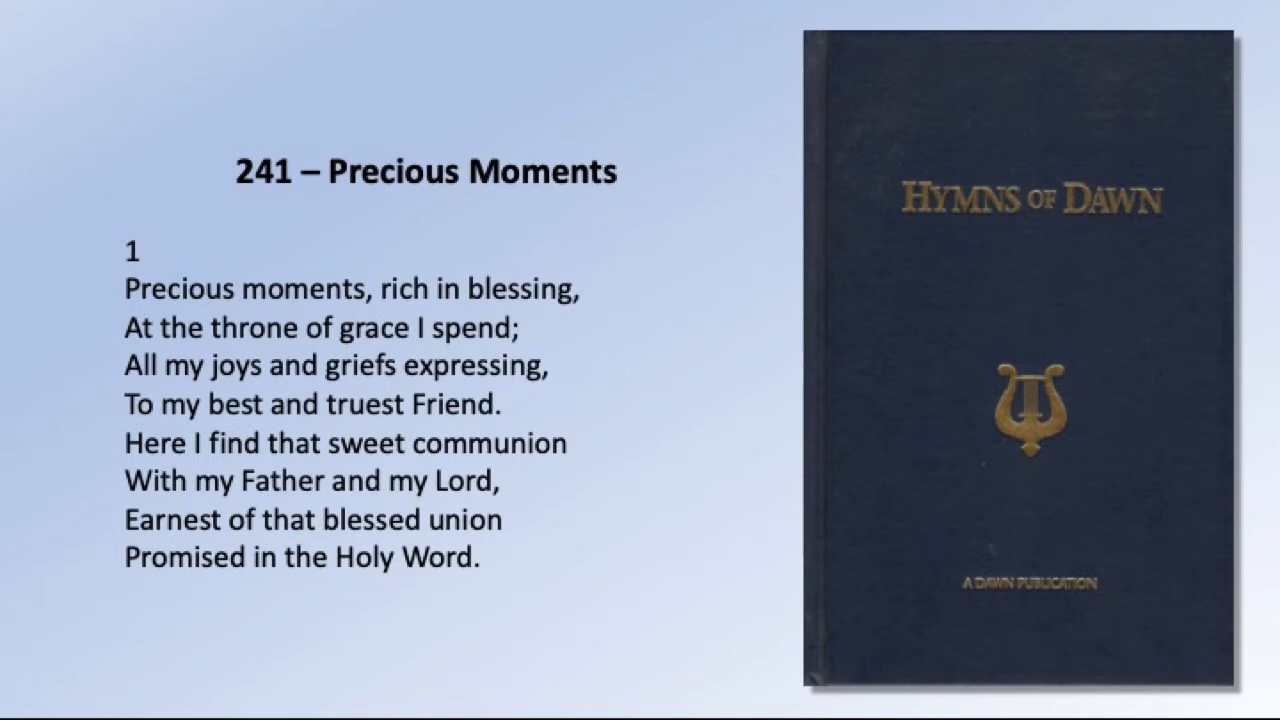 241 – Precious Moments
1
Precious moments, rich in blessing,
At the throne of grace I spend;
All my joys and griefs expressing,
To my best and truest Friend.
Here I find that sweet communion
With my Father and my Lord,
Earnest of that blessed union
Promised in the Holy Word.
HYMNS OF DAWN
A DAWN PUBLICATION